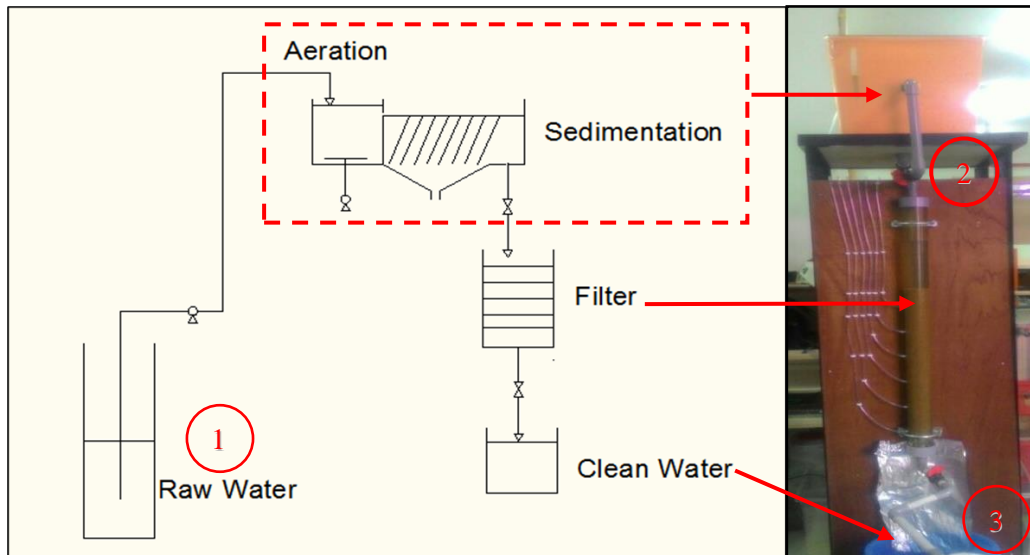 Aeration
Sedimentation
2
Filter
1
Raw Water
Clean Water
3